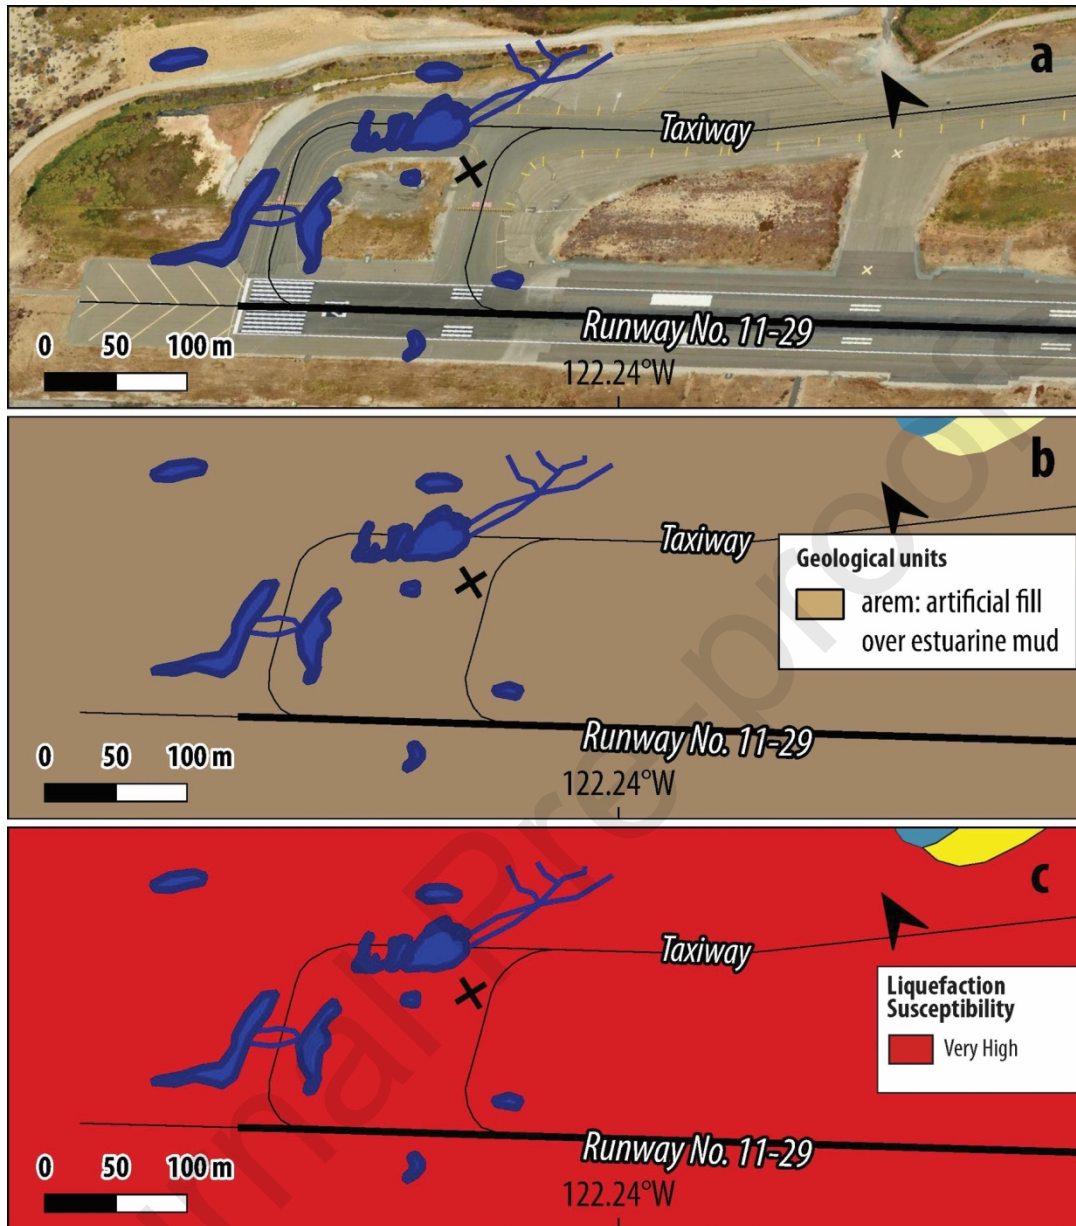 a
Taxiway
Runway No. 11-29
0 50 100 m
122.24°W
b
Taxiway
Geological units
arem: artificial fill
over estuarine mud
Runway No. 11-29
0 50 100 m
122.24°W
c
Taxiway
Liquefaction
Susceptibility
Very High
Runway No. 11-29
0 50 100 m
122.24°W